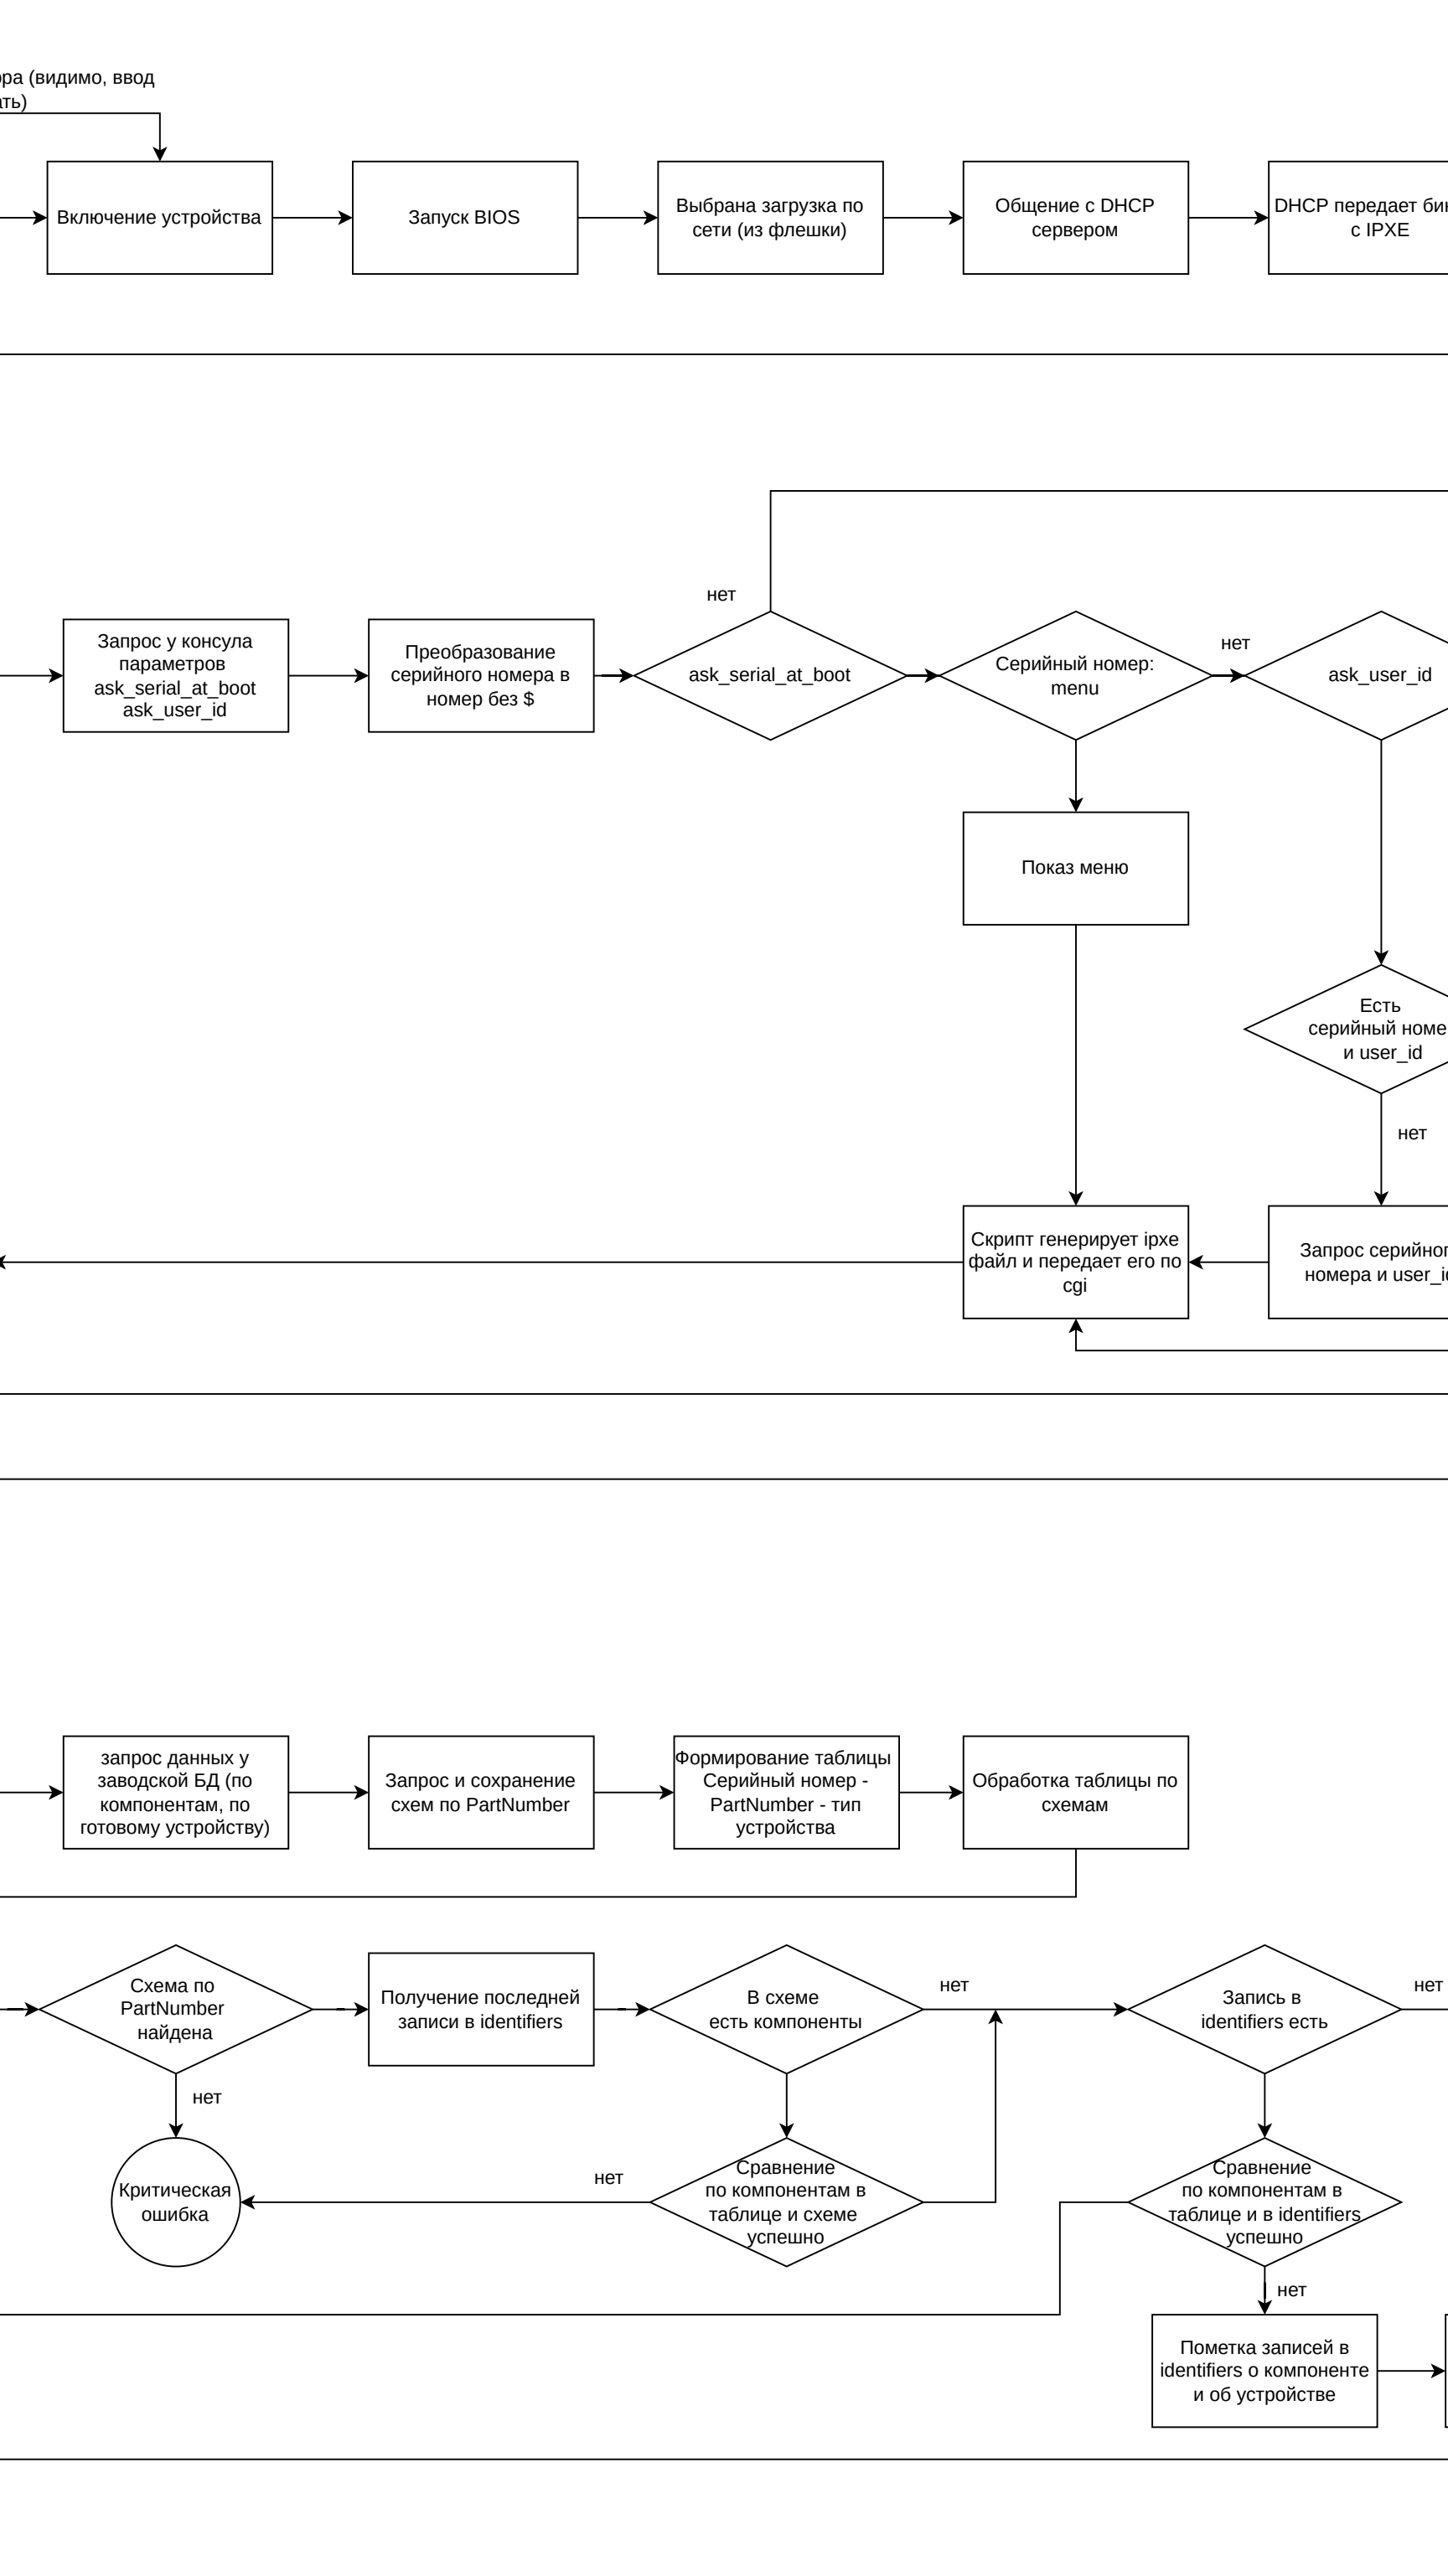 (видимо, ввод
Включение устройства
Запуск BIOS
Выбрана загрузка по
сети (из флешки)
Общение с DHCP
сервером
DHCP передает
с IPXE
нет
Запрос у консула
параметров
ask_serial_at_boot
ask_user_id
Преобразование
серийного номера в
номер без $
ask_serial_at_boot
Серийный номер:
menu
нет
ask_user_id
Показ меню
Есть
серийный
и user_id
нет
Скрипт генерирует ipxe
файл и передает его по
cgi
Запрос
номера и
запрос данных у
заводской БД (по
компонентам, по
готовому устройству)
Запрос и сохранение
схем по PartNumber
Формирование таблицы
Серийный номер -
PartNumber - тип
устройства
Обработка таблицы по
схемам
Схема по
PartNumber
найдена
нет
Получение последней
записи в identifiers
В схеме
есть компоненты
нет
Запись в
identifiers есть
нет
Критическая
ошибка
нет
Сравнение
по компонентам в
таблице и схеме
успешно
Сравнение
по компонентам в
таблице и в identifiers
успешно
нет
Пометка записей в
identifiers о компоненте
и об устройстве